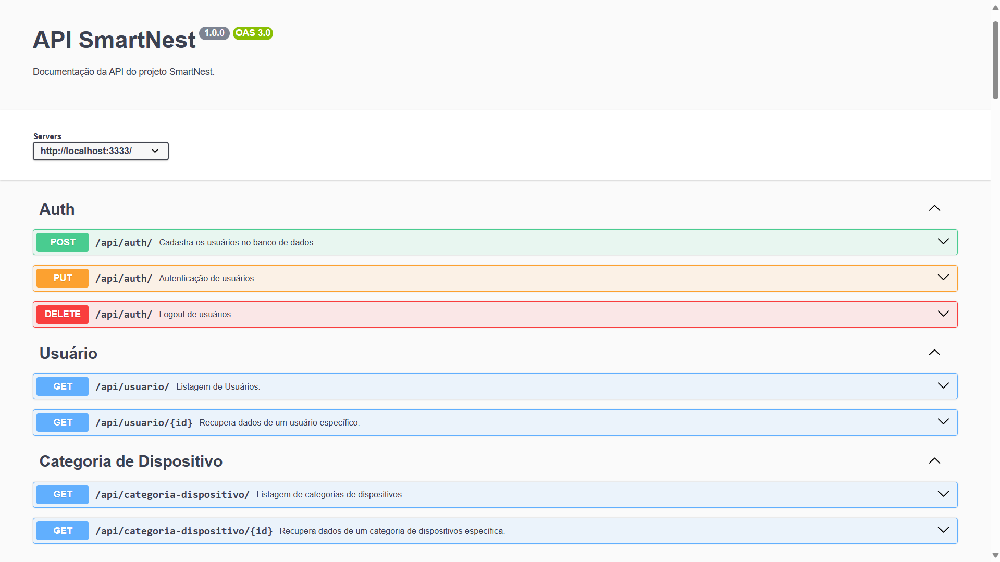 API SmartNest 1.0.0 OAS 3.0
Documentação da API do projeto SmartNest.
Servers
http://localhost:3333/
Auth
POST /api/auth/ Cadastra os usuários no banco de dados.
PUT /api/auth/ Autenticação de usuários.
DELETE /api/auth/ Logout de usuários.
Usuário
GET /api/usuario/ Listagem de Usuários.
GET /api/usuario/{id} Recupera dados de um usuário específico.
Categoria de Dispositivo
GET /api/categoria-dispositivo/ Listagem de categorias de dispositivos.
GET /api/categoria-dispositivo/{id} Recupera dados de um categoria de dispositivos específica.